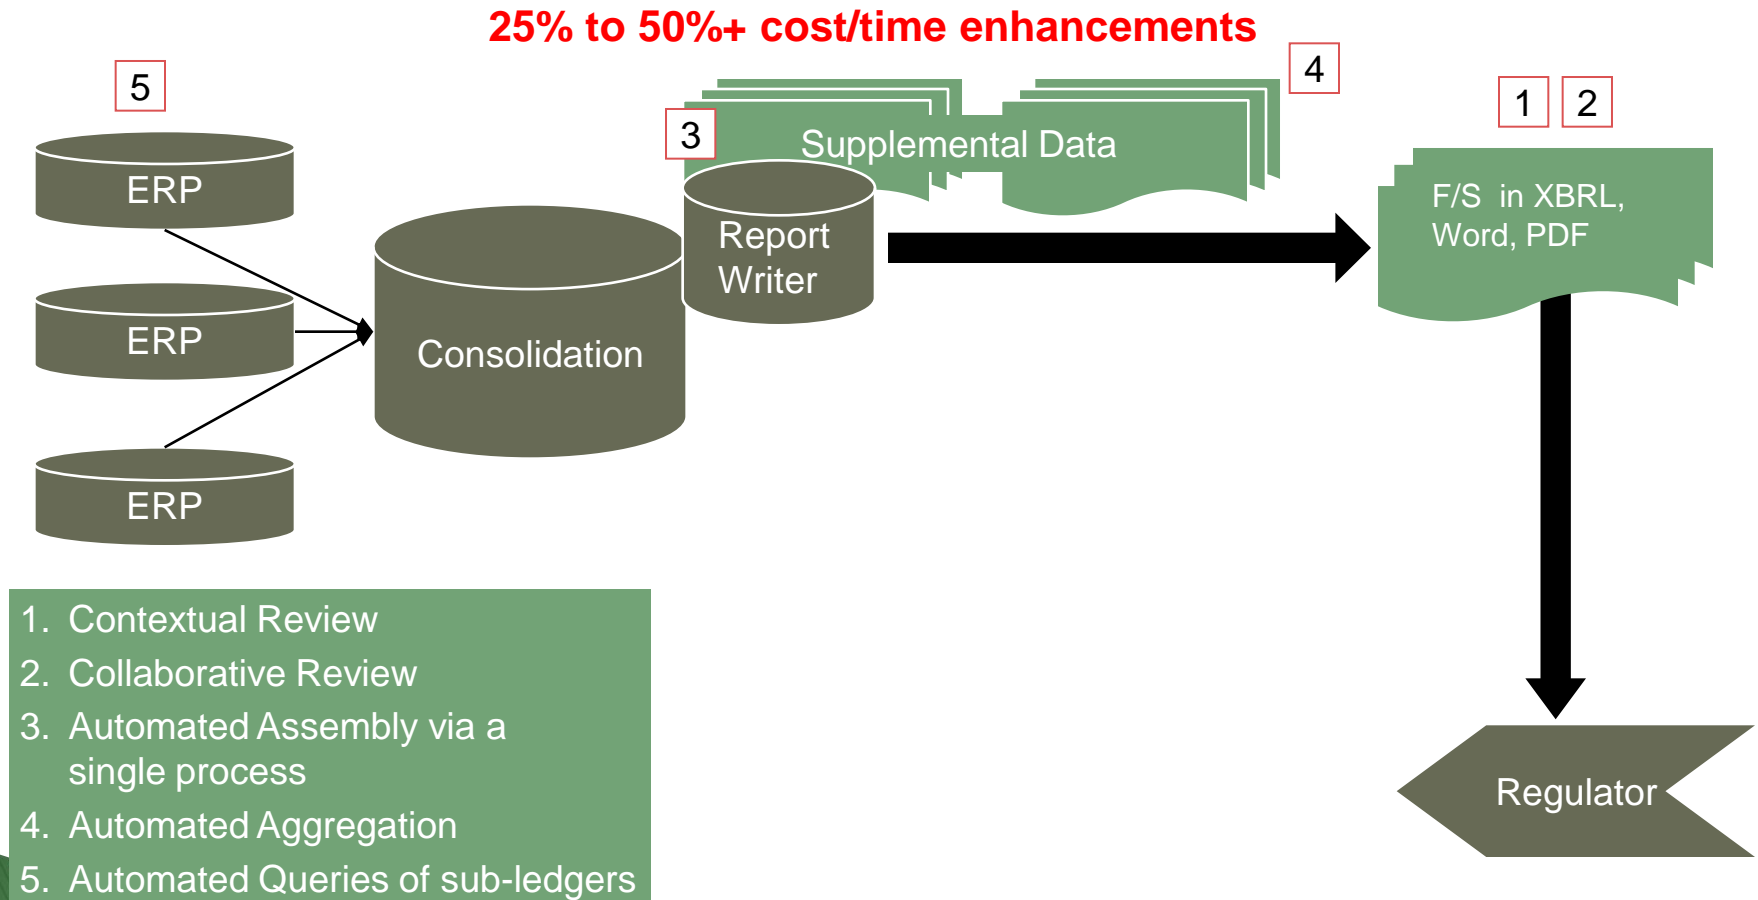 25% to 50%+ cost/time enhancements
5
4
1 2
3
Supplemental Data
ERP
F/S in XBRL,
Word, PDF
Report
Writer
ERP
Consolidation
ERP
1. Contextual Review
2. Collaborative Review
3. Automated Assembly via a
single process
4. Automated Aggregation
5. Automated Queries of sub-ledgers
Regulator